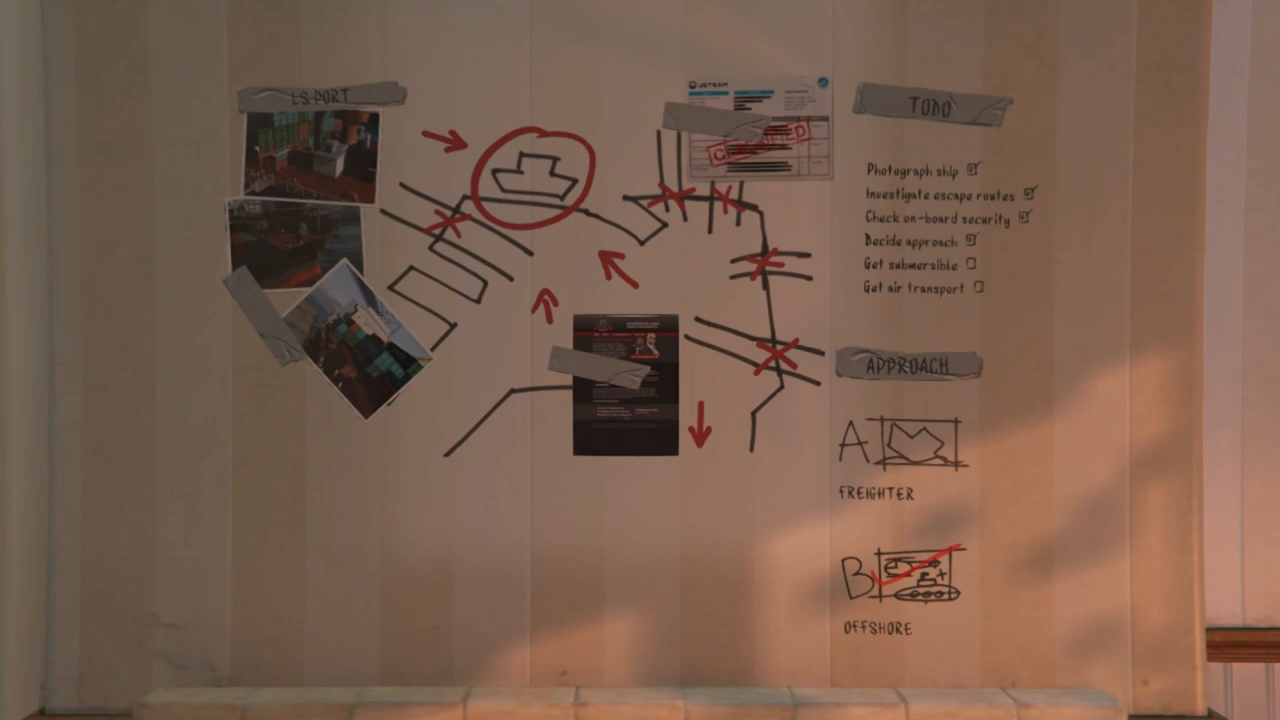 LS PORT
JETSAM
CLASSIFIED
TODO
Photograph ship
Investigate escape routes
Check on-board security
Decide approach
Get submersible
Get air transport
APPROACH
A
FREIGHTER
B
OFFSHORE